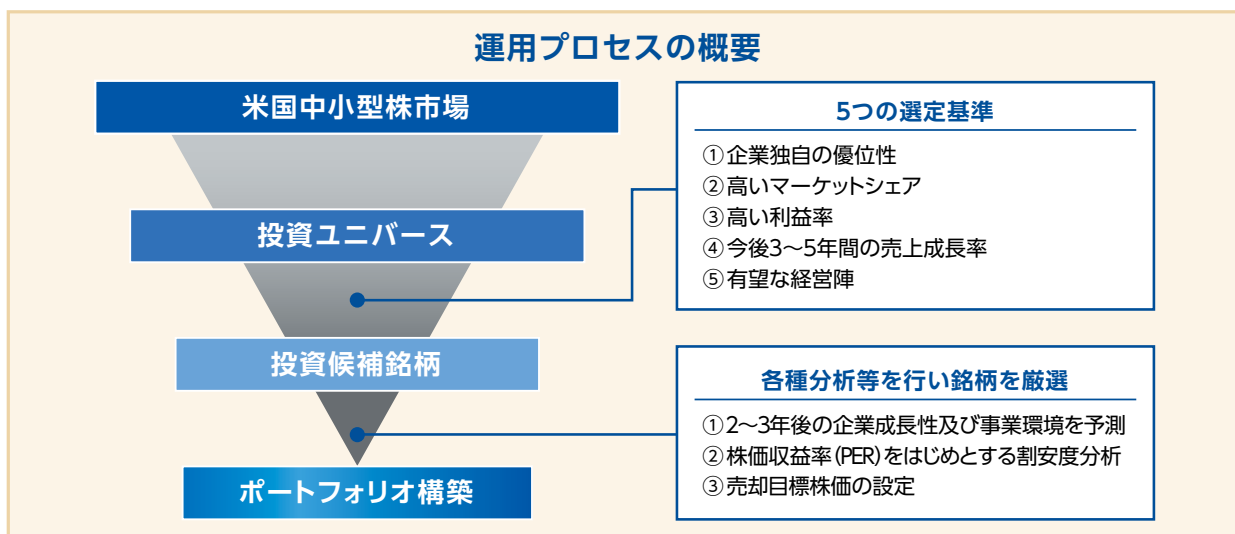 運用プロセスの概要
米国中小型株市場
投資ユニバース
投資候補銘柄
ポートフォリオ構築
5つの選定基準
①企業独自の優位性
②高いマーケットシェア
③高い利益率
④今後3～5年間の売上成長率
⑤有望な経営陣
各種分析等を行い銘柄を厳選
①2～3年後の企業成長性及び事業環境を予測
②株価収益率(PER)をはじめとする割安度分析
③売却目標株価の設定